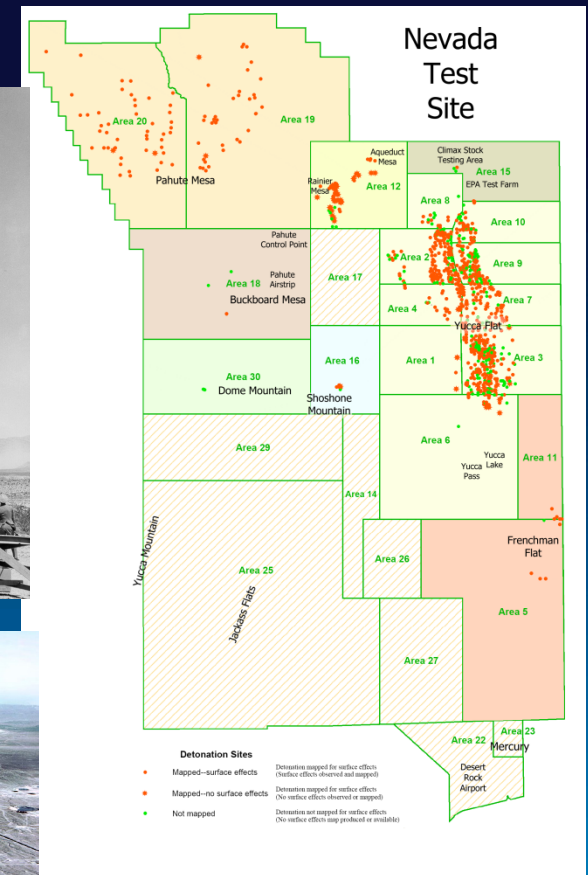 Nevada
Test
Site
Area 20
Area 19
Pahute Mesa
Aqueduct
Mesa
Rainier
Mesa
Area 12
Climax Stock
Testing Area
Area 15
EPA Test Farm
Area 8
Area 10
Pahute
Control Point
Area 2
Area 9
Area 18
Pahute
Airstrip
Buckboard Mesa
Area 17
Area 4
Area 7
Yucca Flat
Area 16
Area 1
Area 3
Area 30
Dome Mountain
Shoshone
Mountain
Area 29
Area 6
Yucca
Lake
Yucca
Pass
Area 11
Area 14
Yucca Mountain
Area 25
Jackass Flats
Area 26
Frenchman
Flat
Area 5
Area 27
Area 22
Area 23
Mercury
Desert
Rock
Airport
Detonation Sites
Mapped--surface effects
Detonation mapped for surface effects
(Surface effects observed and mapped)
Mapped--no surface effects
Detonation mapped for surface effects
(No surface effects observed or mapped)
Not mapped
Detonation not mapped for surface effects
(No surface effects map produced or available)